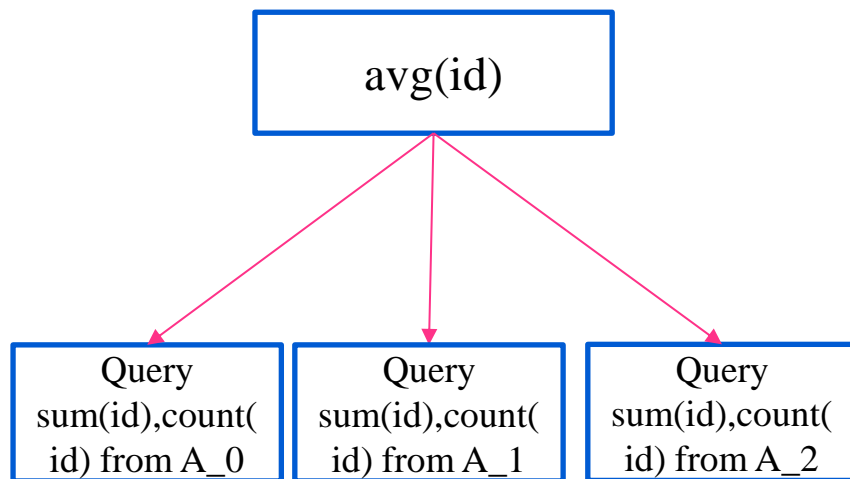 avg(id)
Query
sum(id),count(
id) from A_0
Query
sum(id),count(
id) from A_1
Query
sum(id),count(
id) from A_2